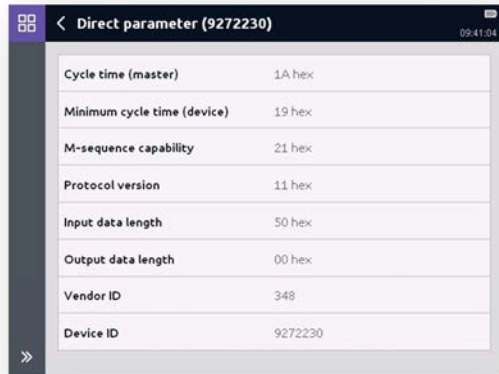 Direct parameter (9272230)
09:41:04
Cycle time (master) 1A hex
Minimum cycle time (device) 19 hex
M-sequence capability 21 hex
Protocol version 11 hex
Input data length 50 hex
Output data length 00 hex
Vendor ID 348
Device ID 9272230